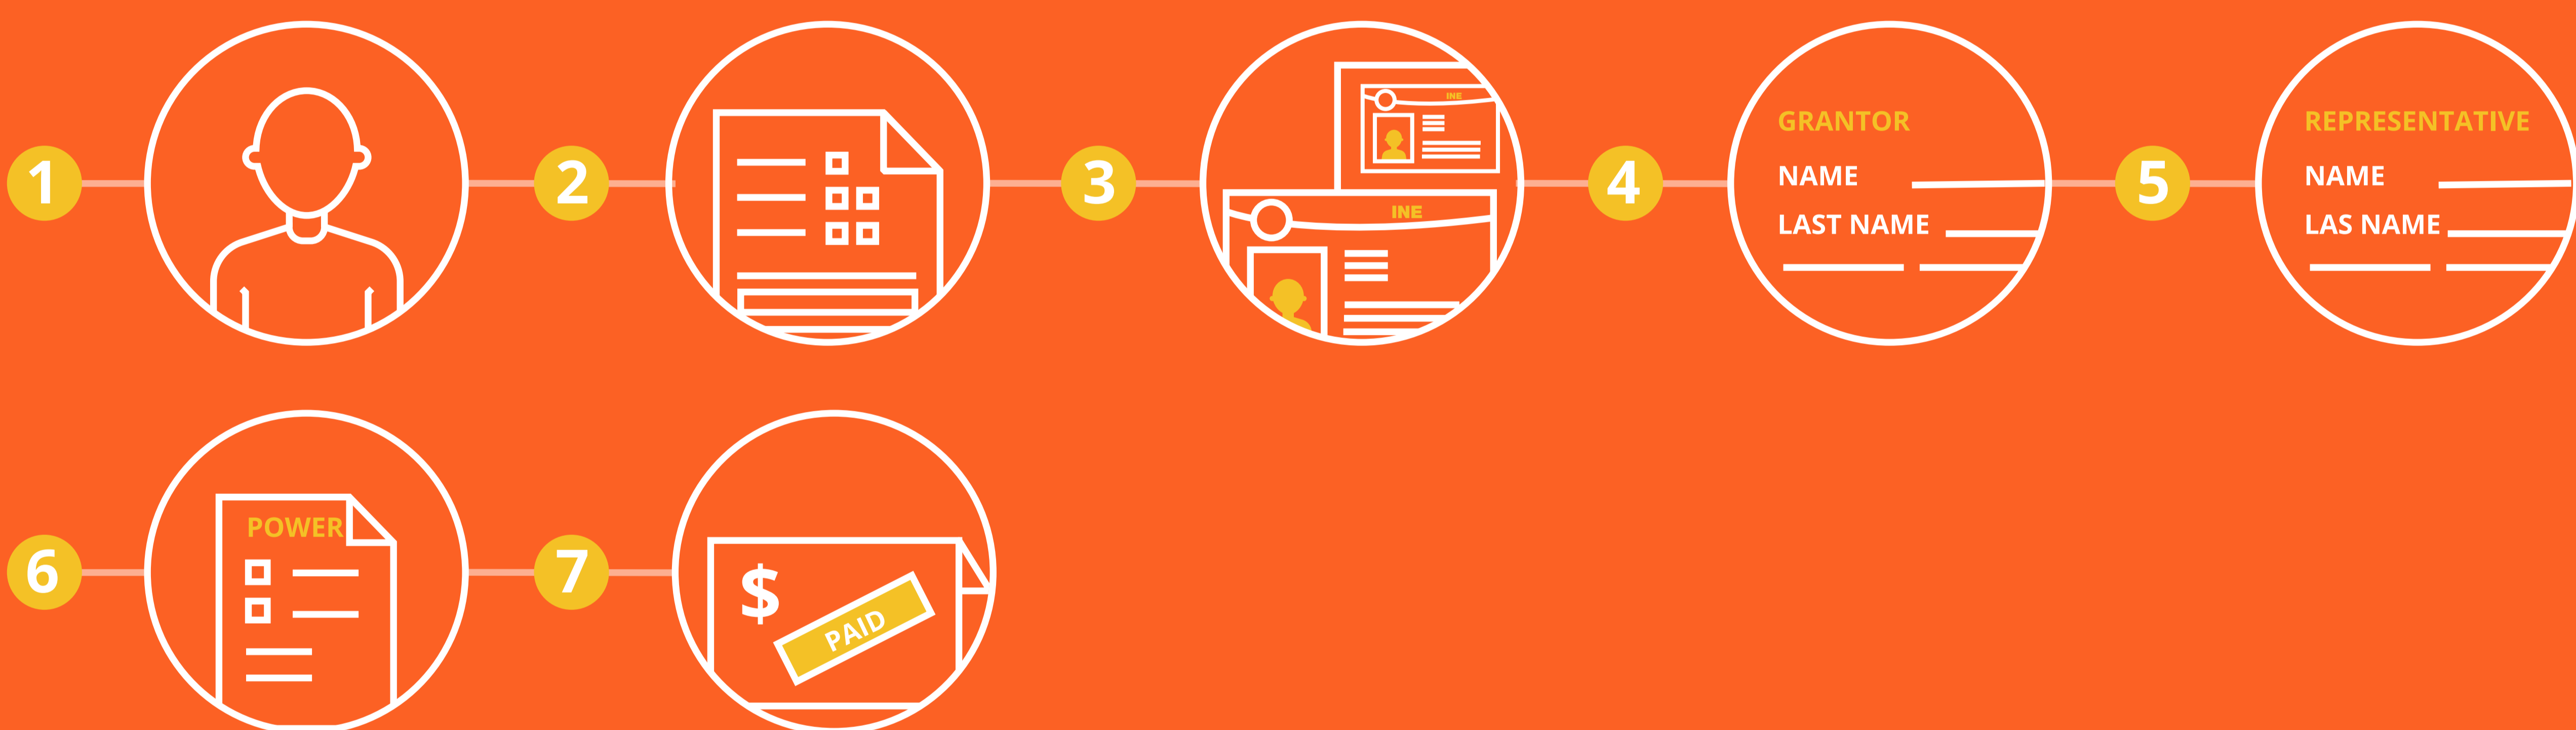 1
2
3
INE
INE
4
GRANTOR
NAME
LAST NAME
5
REPRESENTATIVE
NAME
LAS NAME
6
POWER
7
$
PAID